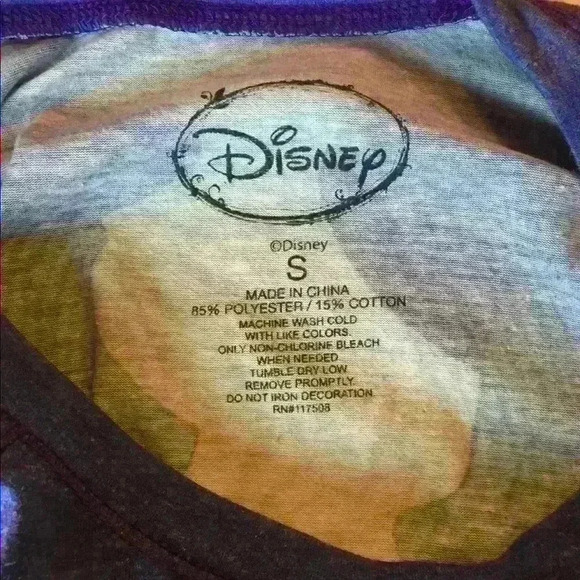 Disney
©Disney
S
MADE IN CHINA
85% POLYESTER / 15% COTTON
MACHINE WASH COLD
WITH LIKE COLORS.
ONLY NON-CHLORINE BLEACH
WHEN NEEDED
TUMBLE DRY LOW
REMOVE PROMPTLY
DO NOT IRON DECORATION
RN#117508